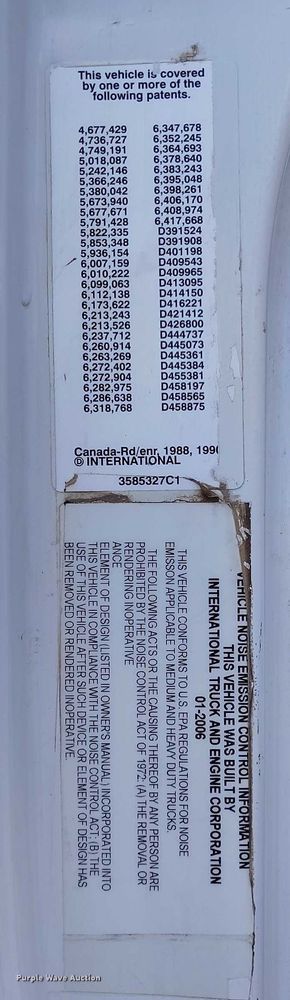 This vehicle is covered
by one or more of the
following patents.
4,677,429 6,347,678
4,736,727 6,352,245
4,749,191 6,364,693
5,018,087 6,378,640
5,242,146 6,383,243
5,366,246 6,395,048
5,380,042 6,398,261
5,673,940 6,406,170
5,677,671 6,408,974
5,791,428 6,417,668
5,822,335 D391524
5,853,348 D391908
5,936,154 D401198
6,007,159 D409543
6,010,222 D409965
6,099,063 D413095
6,112,138 D414150
6,173,622 D416221
6,213,243 D421412
6,213,526 D426800
6,237,712 D444737
6,260,914 D445073
6,263,269 D445361
6,272,402 D445384
6,272,904 D455381
6,282,975 D458197
6,286,638 D458565
6,318,768 D458875
Canada-Rd/enr. 1988, 199
© INTERNATIONAL
3585327C1
VEHICLE NOISE EMISSION CONTROL INFORMATION
THIS VEHICLE WAS BUILT BY
INTERNATIONAL TRUCK AND ENGINE CORPORATION
01-2006
THIS VEHICLE CONFORMS TO U.S. EPA REGULATIONS FOR NOISE
EMISSION APPLICABLE TO MEDIUM AND HEAVY DUTY TRUCKS.
THE FOLLOWING ACTS OR THE CAUSING THEREOF BY ANY PERSON ARE
PROHIBITED BY THE NOISE CONTROL ACT OF 1972: (A) THE REMOVAL OR
RENDERING INOPERATIVE
ANCE
ELEMENT OF DESIGN (LISTED IN OWNER'S MANUAL) INCORPORATED INTO
THIS VEHICLE IN COMPLIANCE WITH THE NOISE CONTROL ACT; (B) THE
USE OF THIS VEHICLE AFTER SUCH DEVICE OR ELEMENT OF DESIGN HAS
BEEN REMOVED OR RENDERED INOPERATIVE.
Purple Wave Auction